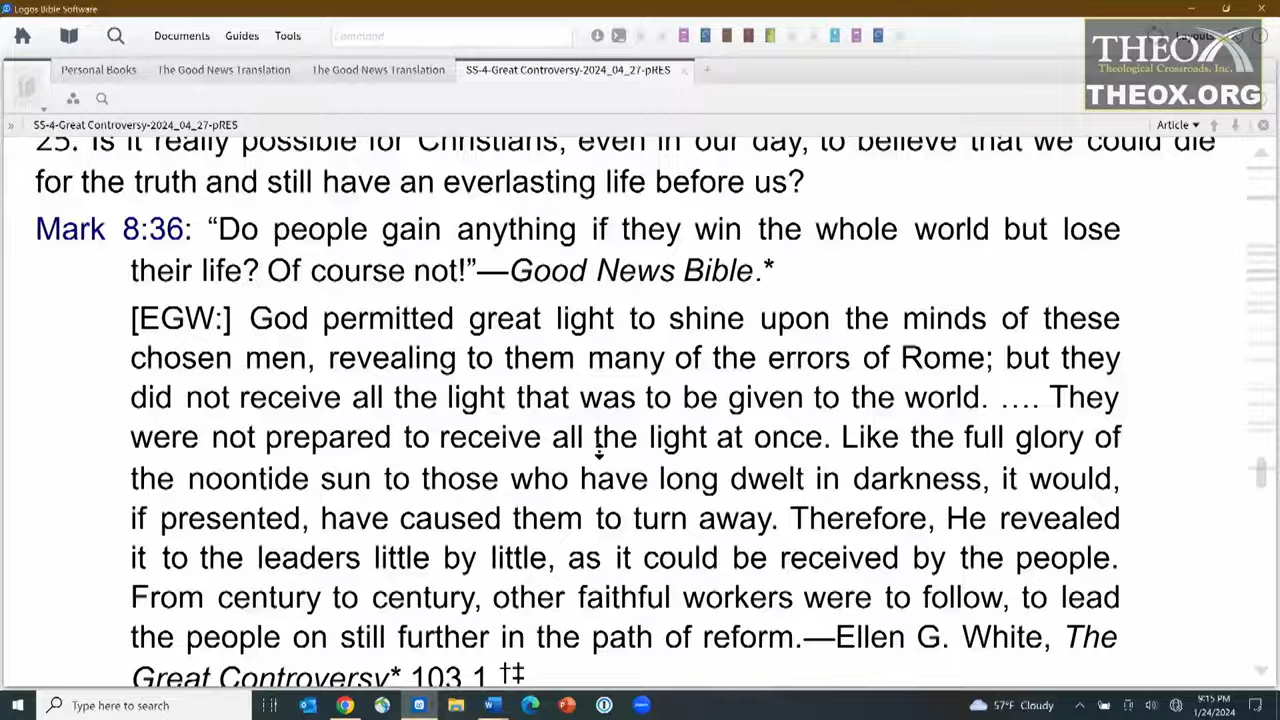 Logos Bible Software
Documents Guides Tools Command Layouts
THEOX
Theological Crossroads, Inc.
THEOX.ORG
Personal Books The Good News Translation The Good News Transla SS-4-Great Controversy-2024_04_27-pRES
SS-4-Great Controversy-2024_04_27-pRES Article
25. Is it really possible for Christians, even in our day, to believe that we could die
for the truth and still have an everlasting life before us?
Mark 8:36: “Do people gain anything if they win the whole world but lose
their life? Of course not!”—Good News Bible.*
[EGW:] God permitted great light to shine upon the minds of these
chosen men, revealing to them many of the errors of Rome; but they
did not receive all the light that was to be given to the world. …. They
were not prepared to receive all the light at once. Like the full glory of
the noontide sun to those who have long dwelt in darkness, it would,
if presented, have caused them to turn away. Therefore, He revealed
it to the leaders little by little, as it could be received by the people.
From century to century, other faithful workers were to follow, to lead
the people on still further in the path of reform.—Ellen G. White, The
Great Controversy* 103.1 †‡
Type here to search 57°F Cloudy 9:15 PM
1/24/2024